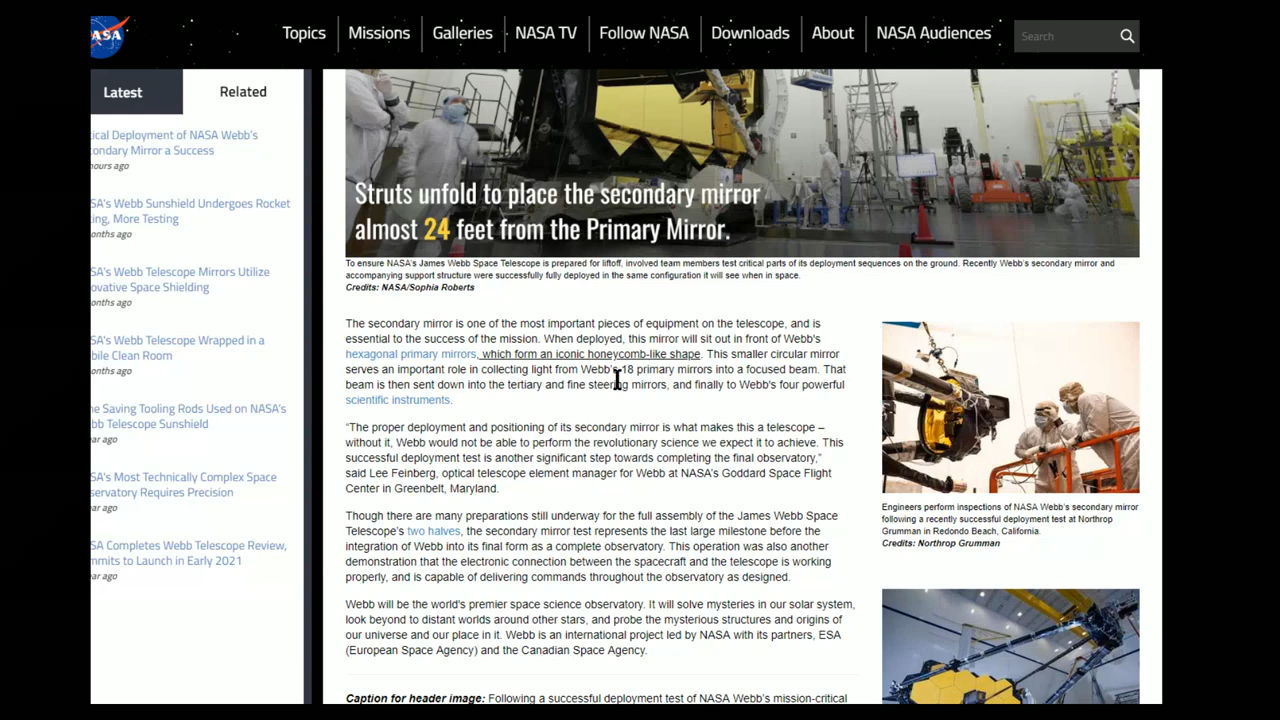 Topics Missions Galleries NASA TV Follow NASA Downloads About NASA Audiences Search
Latest Related
tical Deployment of NASA Webb's
ondary Mirror a Success
hours ago
SA's Webb Sunshield Undergoes Rocket
ting, More Testing
onths ago
SA's Webb Telescope Mirrors Utilize
ovative Space Shielding
onths ago
SA's Webb Telescope Wrapped in a
bile Clean Room
onths ago
ne Saving Tooling Rods Used on NASA's
bb Telescope Sunshield
ear ago
SA's Most Technically Complex Space
servatory Requires Precision
ear ago
SA Completes Webb Telescope Review,
mmits to Launch in Early 2021
ear ago
Struts unfold to place the secondary mirror
almost 24 feet from the Primary Mirror.
To ensure NASA's James Webb Space Telescope is prepared for liftoff, involved team members test critical parts of its deployment sequences on the ground. Recently Webb's secondary mirror and
accompanying support structure were successfully fully deployed in the same configuration it will see when in space.
Credits: NASA/Sophia Roberts
The secondary mirror is one of the most important pieces of equipment on the telescope, and is
essential to the success of the mission. When deployed, this mirror will sit out in front of Webb's
hexagonal primary mirrors, which form an iconic honeycomb-like shape. This smaller circular mirror
serves an important role in collecting light from Webb's 18 primary mirrors into a focused beam. That
beam is then sent down into the tertiary and fine steering mirrors, and finally to Webb's four powerful
scientific instruments.
“The proper deployment and positioning of its secondary mirror is what makes this a telescope –
without it, Webb would not be able to perform the revolutionary science we expect it to achieve. This
successful deployment test is another significant step towards completing the final observatory,”
said Lee Feinberg, optical telescope element manager for Webb at NASA's Goddard Space Flight
Center in Greenbelt, Maryland.
Though there are many preparations still underway for the full assembly of the James Webb Space
Telescope's two halves, the secondary mirror test represents the last large milestone before the
integration of Webb into its final form as a complete observatory. This operation was also another
demonstration that the electronic connection between the spacecraft and the telescope is working
properly, and is capable of delivering commands throughout the observatory as designed.
Webb will be the world's premier space science observatory. It will solve mysteries in our solar system,
look beyond to distant worlds around other stars, and probe the mysterious structures and origins of
our universe and our place in it. Webb is an international project led by NASA with its partners, ESA
(European Space Agency) and the Canadian Space Agency.
Caption for header image: Following a successful deployment test of NASA Webb's mission-critical
Engineers perform inspections of NASA Webb's secondary mirror
following a recently successful deployment test at Northrop
Grumman in Redondo Beach, California.
Credits: Northrop Grumman